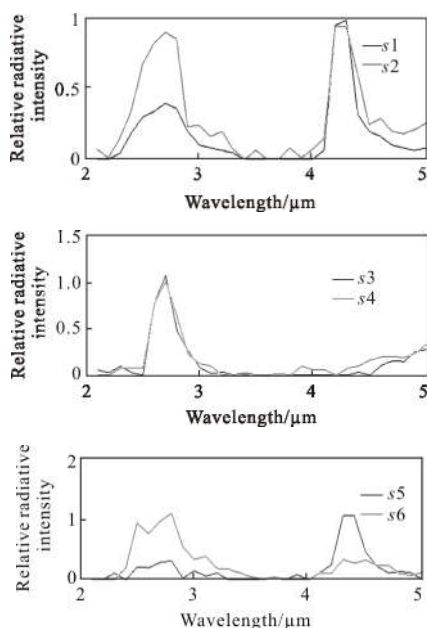 Relative radiative
intensity
1
0.5
0
s1
s2
2
3
4
5
Wavelength/μm
Relative radiative
intensity
1.5
1.0
0.5
0
s3
s4
2
3
4
5
Wavelength/μm
Relative radiative
intensity
2
1
0
s5
s6
2
3
4
5
Wavelength/μm